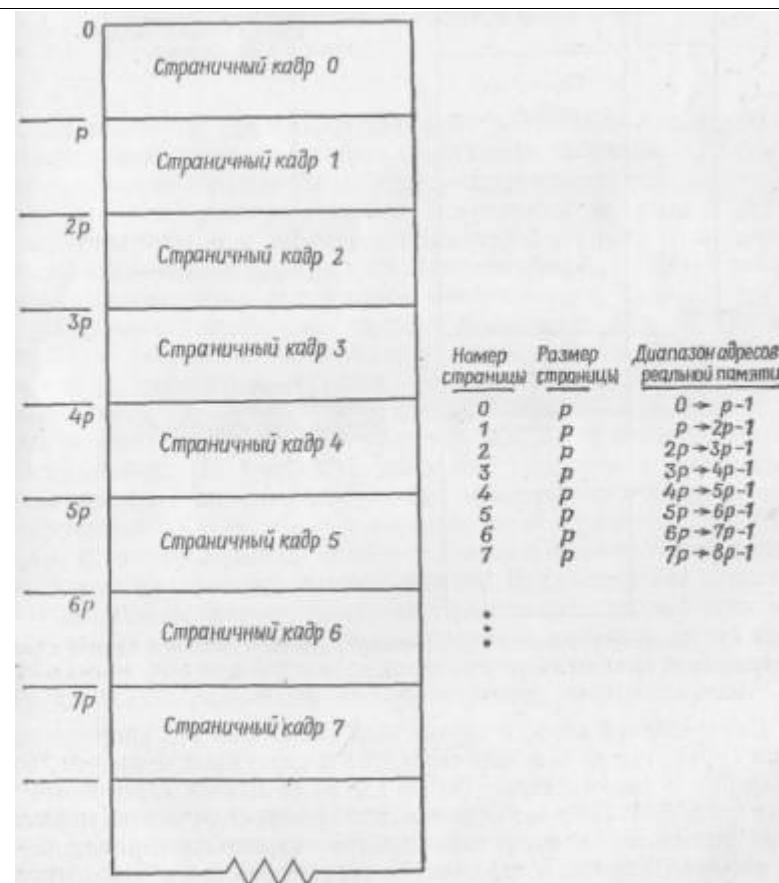 0
Страничный кадр 0
p
Страничный кадр 1
2p
Страничный кадр 2
3p
Страничный кадр 3
4p
Страничный кадр 4
5p
Страничный кадр 5
6p
Страничный кадр 6
7p
Страничный кадр 7
Номер страницы Размер страницы Диапазон адресов реальной памяти
0 p 0→p-1
1 p p→2p-1
2 p 2p→3p-1
3 p 3p→4p-1
4 p 4p→5p-1
5 p 5p→6p-1
6 p 6p→7p-1
7 p 7p→8p-1